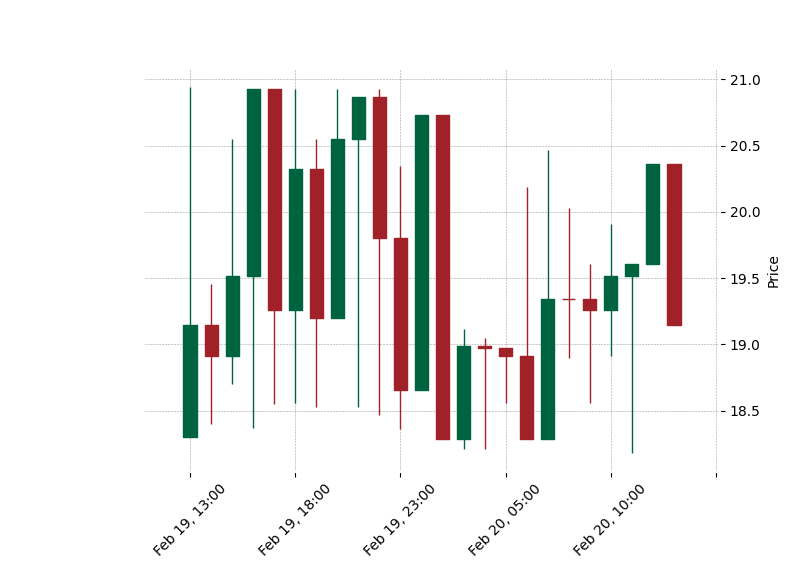 21.0
20.5
20.0
19.5
19.0
18.5
Price
Feb 19, 13:00
Feb 19, 18:00
Feb 19, 23:00
Feb 20, 05:00
Feb 20, 10:00